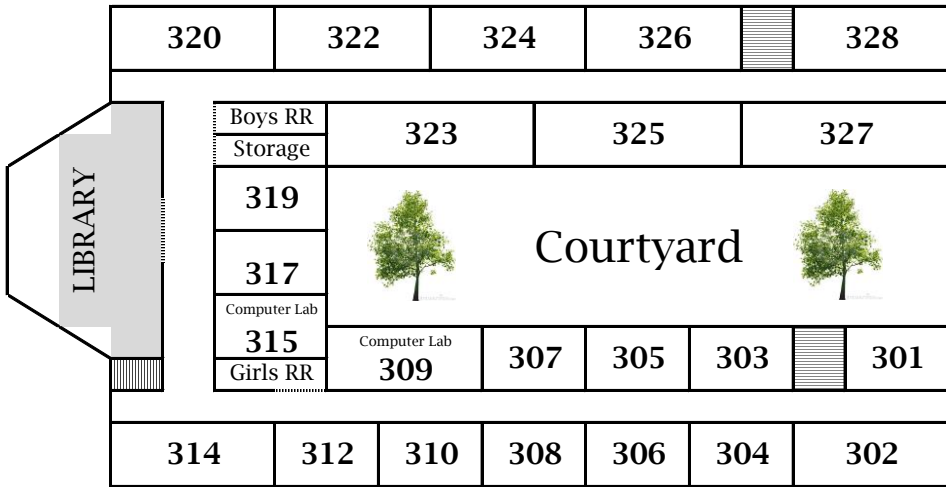 320 322 324 326 328
Boys RR
323 325 327
Storage
319
LIBRARY
Courtyard
317
Computer Lab
315
Computer Lab
309
307 305 303 301
Girls RR
314 312 310 308 306 304 302